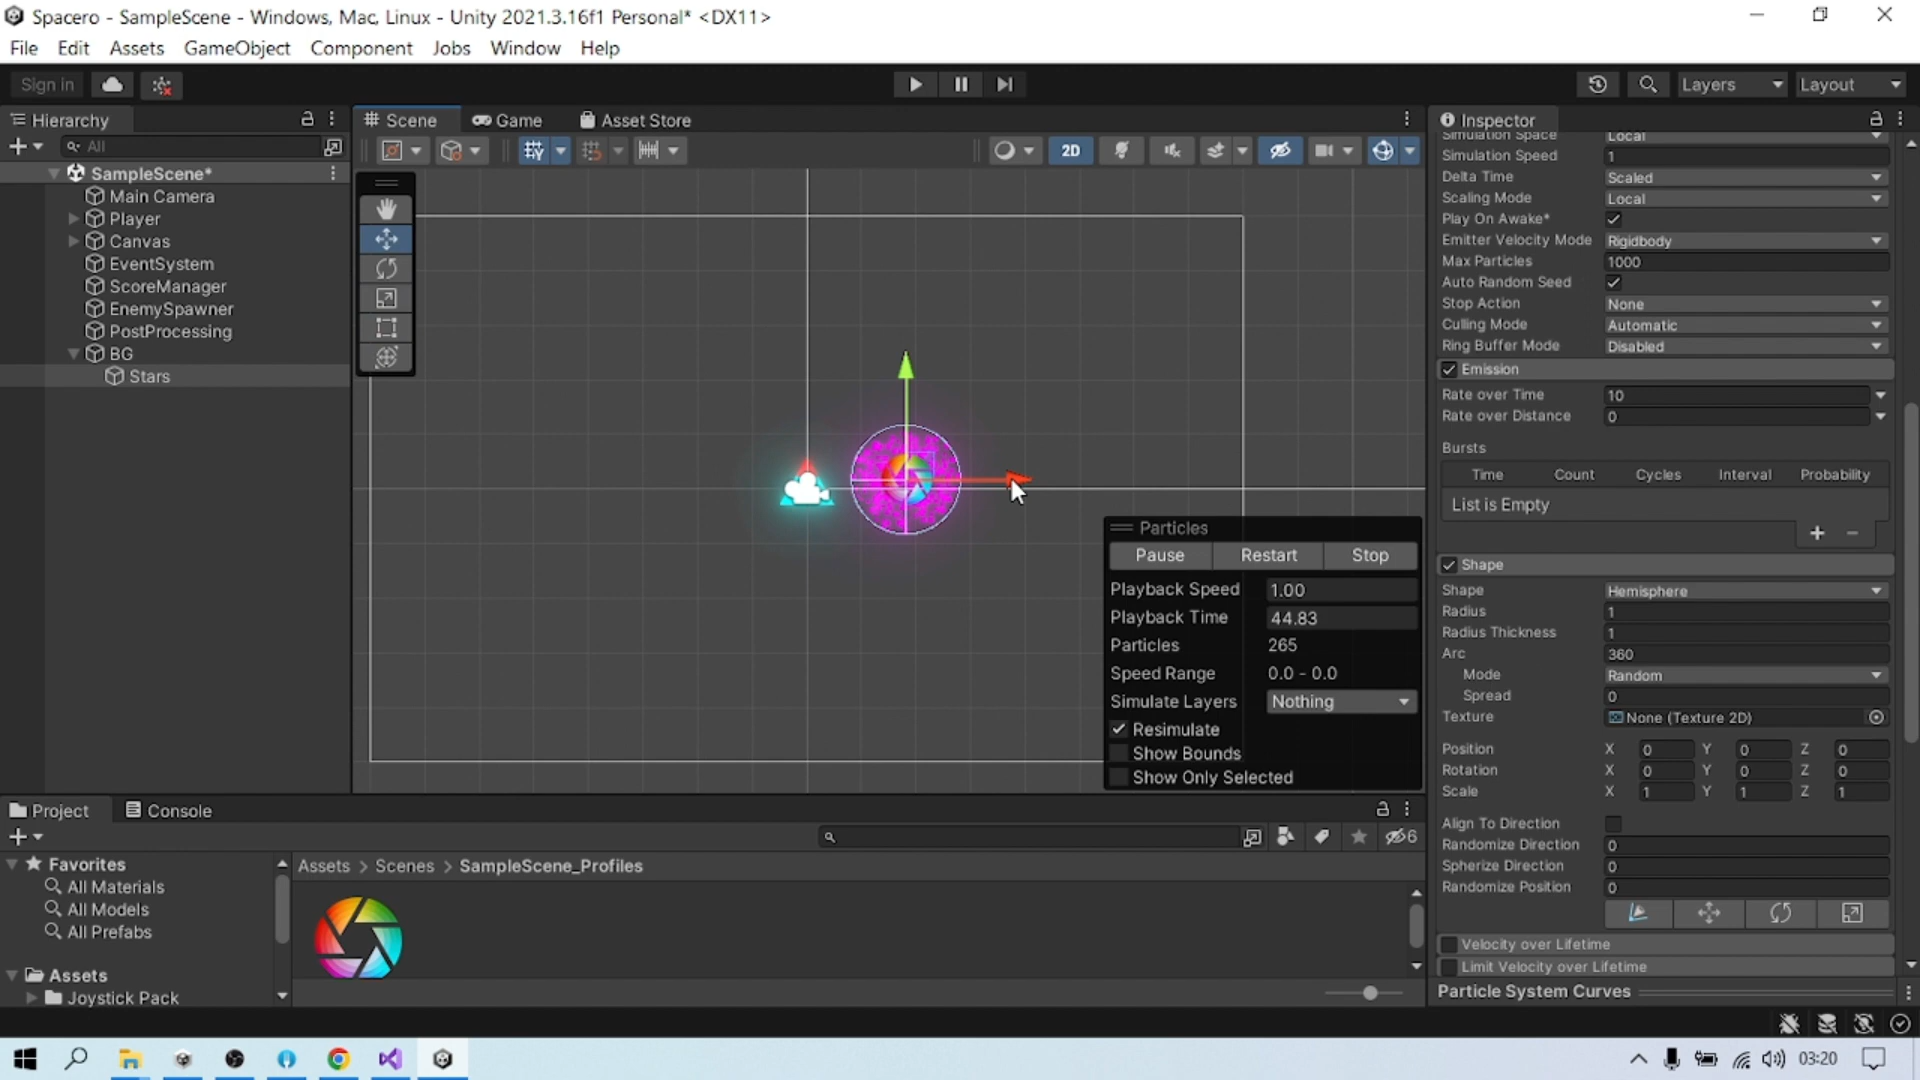 Spacero - SampleScene - Windows, Mac, Linux - Unity 2021.3.16f1 Personal* <DX11>
File Edit Assets GameObject Component Jobs Window Help
Sign in
Layers
Layout
Hierarchy
All
SampleScene*
Main Camera
Player
Canvas
EventSystem
ScoreManager
EnemySpawner
PostProcessing
BG
Stars
Scene
Game
Asset Store
2D
Particles
Pause Restart Stop
Playback Speed 1.00
Playback Time 44.83
Particles 265
Speed Range 0.0 - 0.0
Simulate Layers Nothing
Resimulate
Show Bounds
Show Only Selected
Inspector
Simulation Space Local
Simulation Speed 1
Delta Time Scaled
Scaling Mode Local
Play On Awake*
Emitter Velocity Mode Rigidbody
Max Particles 1000
Auto Random Seed
Stop Action None
Culling Mode Automatic
Ring Buffer Mode Disabled
Emission
Rate over Time 10
Rate over Distance 0
Bursts
Time Count Cycles Interval Probability
List is Empty
Shape
Shape Hemisphere
Radius 1
Radius Thickness 1
Arc 360
Mode Random
Spread 0
Texture None (Texture 2D)
Position X 0 Y 0 Z 0
Rotation X 0 Y 0 Z 0
Scale X 1 Y 1 Z 1
Align To Direction
Randomize Direction 0
Spherize Direction 0
Randomize Position 0
Velocity over Lifetime
Limit Velocity over Lifetime
Particle System Curves
Project
Console
6
Favorites
All Materials
All Models
All Prefabs
Assets
Joystick Pack
Assets > Scenes > SampleScene_Profiles
03:20